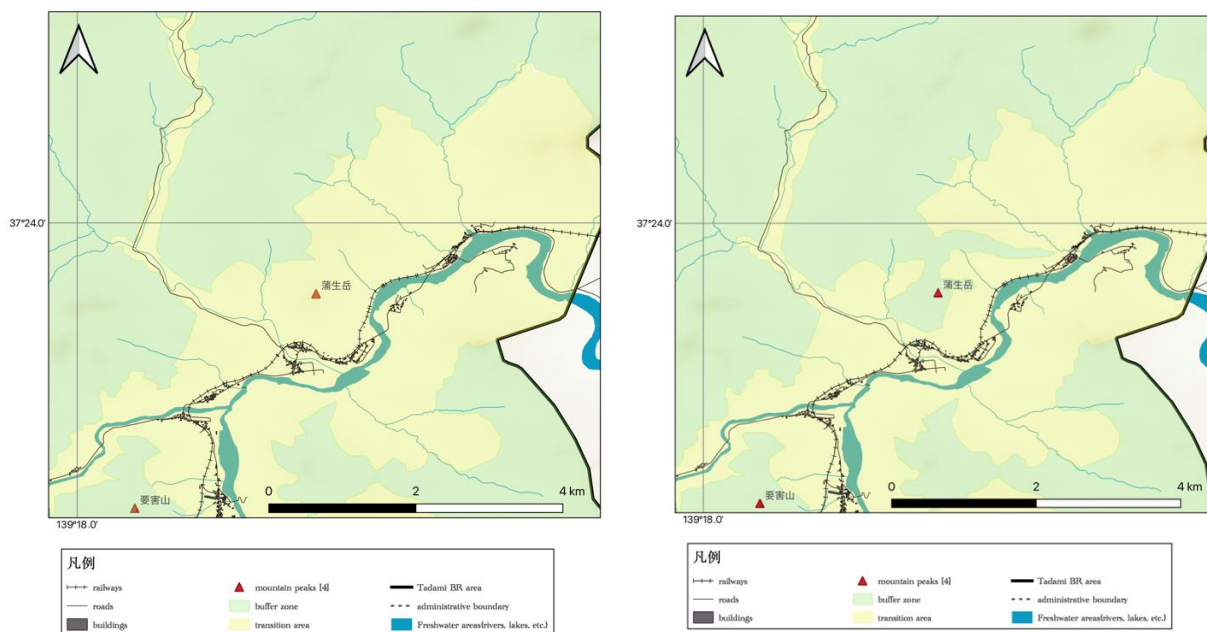 37°24.0'
蒲生岳
要害山
0 2 4 km
139°18.0'
凡例
railways
mountain peaks [4]
Tadami BR area
roads
buffer zone
administrative boundary
buildings
transition area
Freshwater areas(rivers, lakes, etc.)
37°24.0'
蒲生岳
要害山
0 2 4 km
139°18.0'
凡例
railways
mountain peaks [4]
Tadami BR area
roads
buffer zone
administrative boundary
buildings
transition area
Freshwater areas(rivers, lakes, etc.)